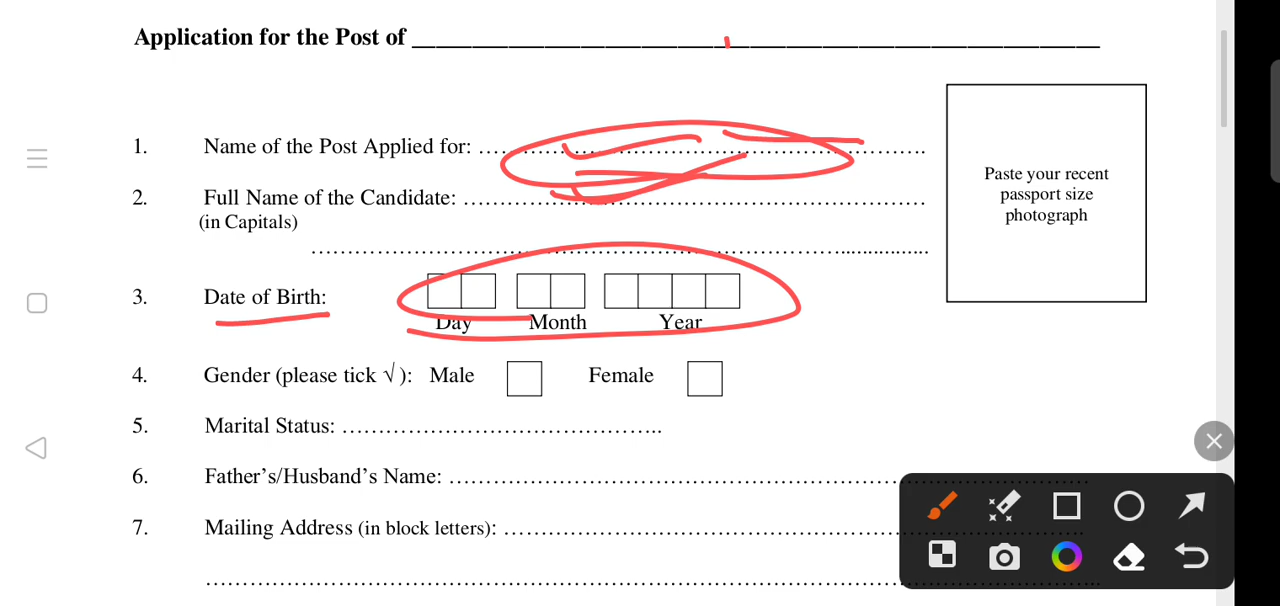 Application for the Post of ____________________
1. Name of the Post Applied for: ........................................
Paste your recent
passport size
photograph
2. Full Name of the Candidate: ........................................
(in Capitals)
........................................
3. Date of Birth:
Day Month Year
4. Gender (please tick √ ): Male Female
5. Marital Status: ........................................
6. Father's/Husband's Name: ........................................
7. Mailing Address (in block letters): ........................................
........................................